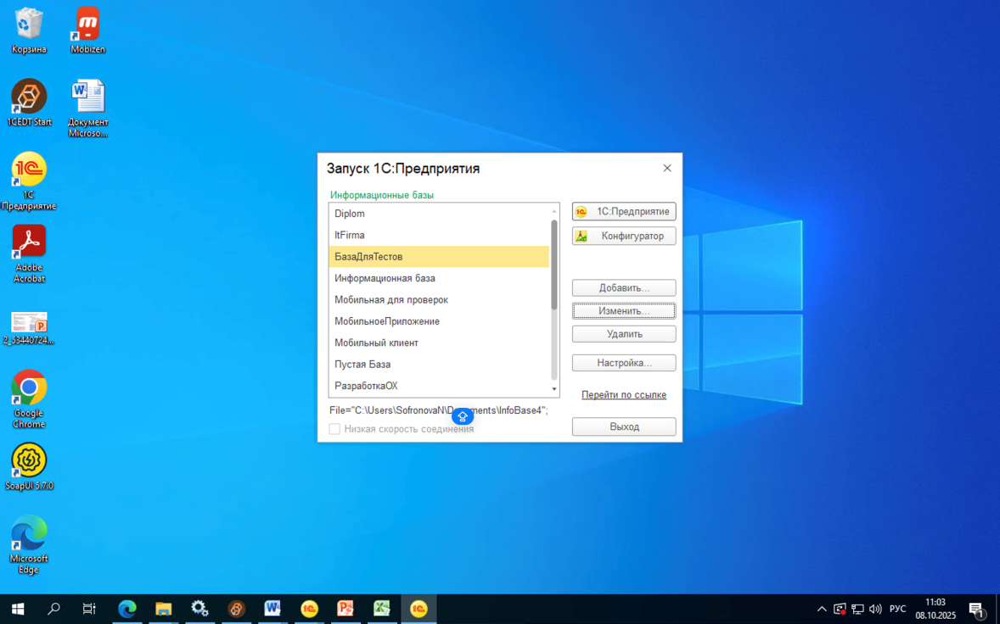 Корзина
Mobizen
1CEDT Start
Документ
Microso...
1С
Предприятие
Adobe
Acrobat
2_53440724...
Google
Chrome
SoapUI 5.7.0
Microsoft
Edge
Запуск 1С:Предприятия
Информационные базы
Diplom
ItFirma
БазаДляТестов
Информационная база
Мобильная для проверок
МобильноеПриложение
Мобильный клиент
Пустая База
РазработкаОХ
1С:Предприятие
Конфигуратор
Добавить...
Изменить...
Удалить
Настройка...
Перейти по ссылке
Выход
File="C:\Users\SofronovaN\D ments\InfoBase4";
Низкая скорость соединения
РУС
11:03
08.10.2025
1